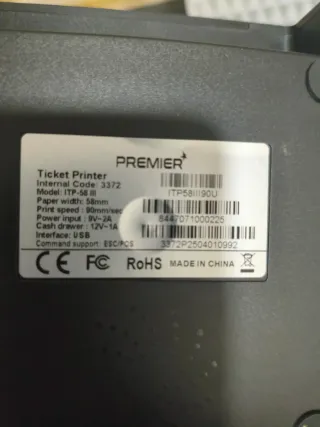 PREMIER
Ticket Printer
Internal Code: 3372
Model: ITP-58 III
Paper width: 58mm
Print speed : 90mm/sec
Power input : 9V~2A
Cash drawer : 12V~1A
Interface: USB
Command support: ESC/POS
ITP58III90U
8447071000225
3372P2504010992
CE FC RoHS MADE IN CHINA